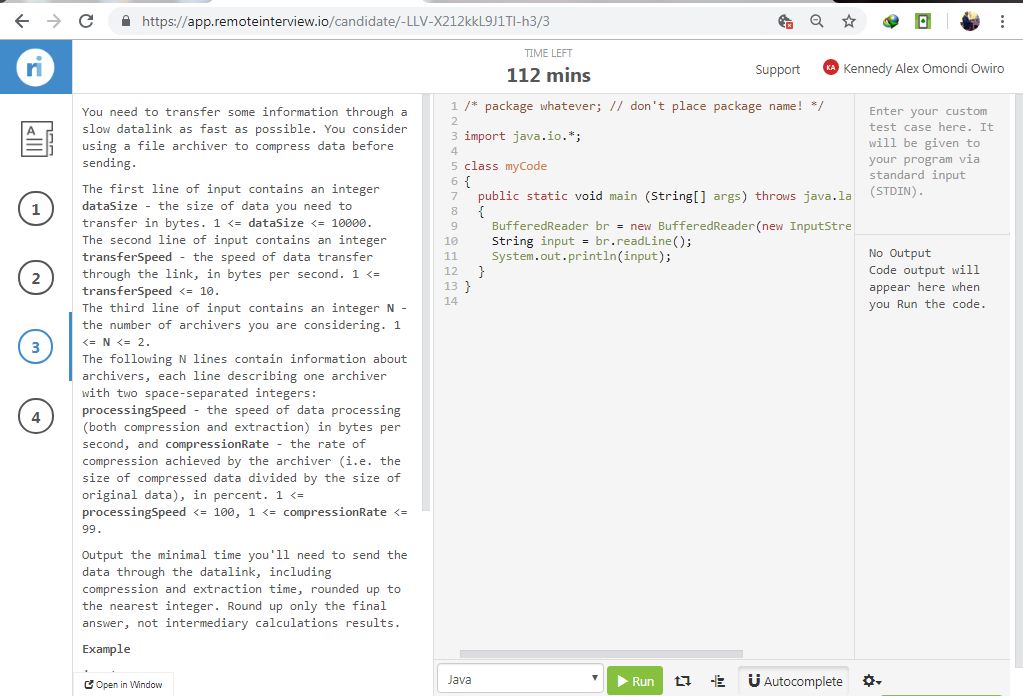 https://app.remoteinterview.io/candidate/-LLV-X212kkL9J1TI-h3/3
ri
TIME LEFT
112 mins
Support
KA Kennedy Alex Omondi Owiro
A
1
2
3
4
You need to transfer some information through a
slow datalink as fast as possible. You consider
using a file archiver to compress data before
sending.
The first line of input contains an integer
dataSize - the size of data you need to
transfer in bytes. 1 <= dataSize <= 10000.
The second line of input contains an integer
transferSpeed - the speed of data transfer
through the link, in bytes per second. 1 <=
transferSpeed <= 10.
The third line of input contains an integer N -
the number of archivers you are considering. 1
<= N <= 2.
The following N lines contain information about
archivers, each line describing one archiver
with two space-separated integers:
processingSpeed - the speed of data processing
(both compression and extraction) in bytes per
second, and compressionRate - the rate of
compression achieved by the archiver (i.e. the
size of compressed data divided by the size of
original data), in percent. 1 <=
processingSpeed <= 100, 1 <= compressionRate <=
99.
Output the minimal time you'll need to send the
data through the datalink, including
compression and extraction time, rounded up to
the nearest integer. Round up only the final
answer, not intermediary calculations results.
Example
Open in Window
1 /* package whatever; // don't place package name! */
2
3 import java.io.*;
4
5 class myCode
6 {
7 public static void main (String[] args) throws java.la
8 {
9 BufferedReader br = new BufferedReader(new InputStre
10 String input = br.readLine();
11 System.out.println(input);
12 }
13 }
14
Enter your custom
test case here. It
will be given to
your program via
standard input
(STDIN).
No Output
Code output will
appear here when
you Run the code.
Java
Run
Autocomplete